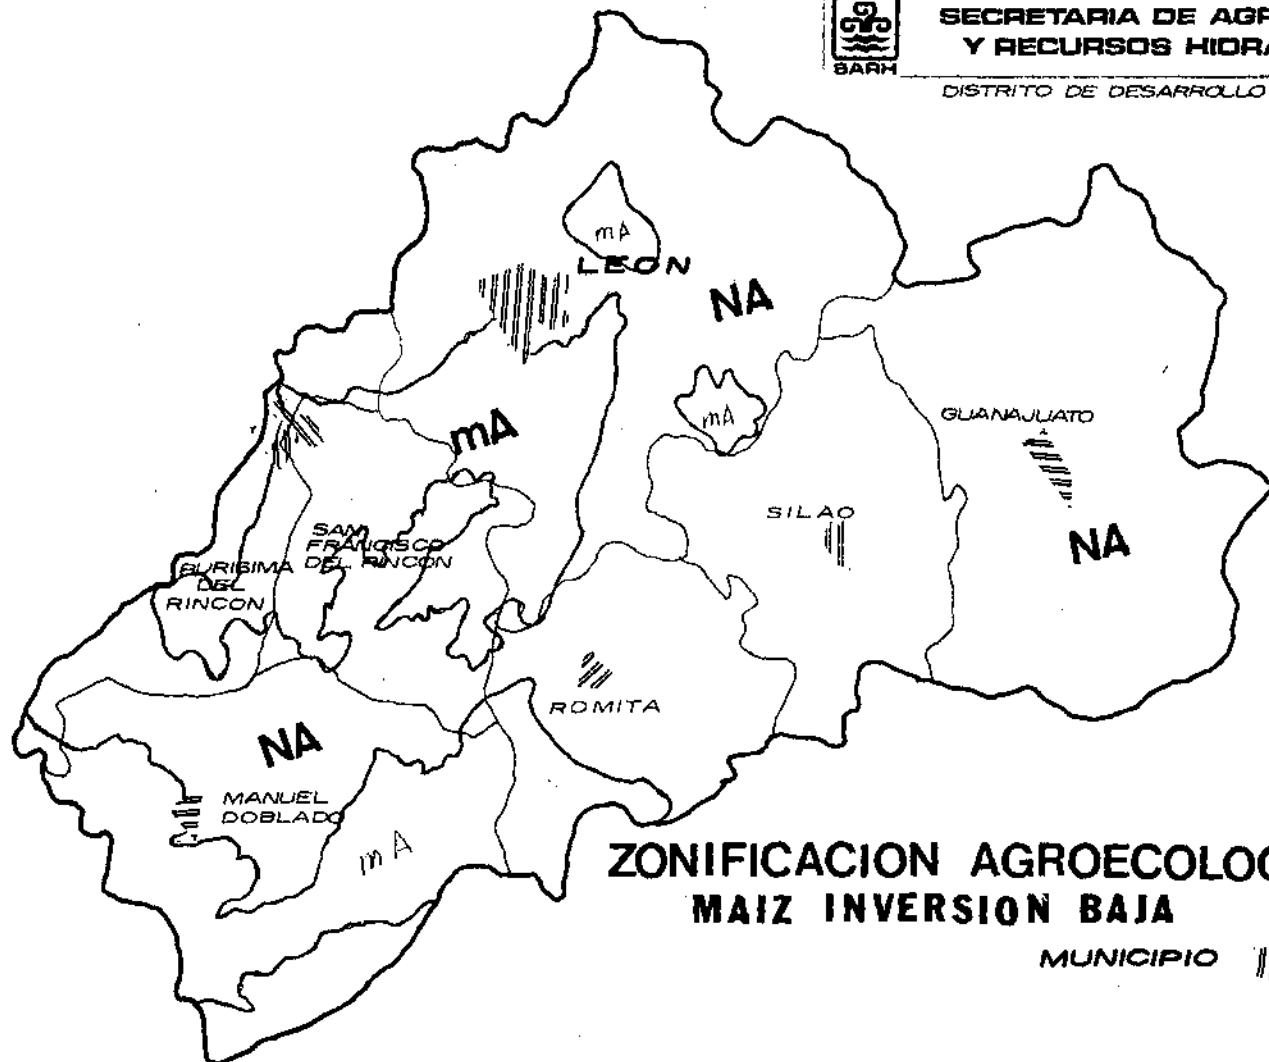 SARH
SECRETARIA DE AGR
Y RECURSOS HIDRA
DISTRITO DE DESARROLLO
mA
LEON
NA
mA
mA
GUANAJUATO
SILAO
NA
SAN
FRANCISCO
DEL RINCON
PURISIMA
DEL
RINCON
ROMITA
NA
MANUEL
DOBLADO
mA
ZONIFICACION AGROECOLOG
MAIZ INVERSION BAJA
MUNICIPIO